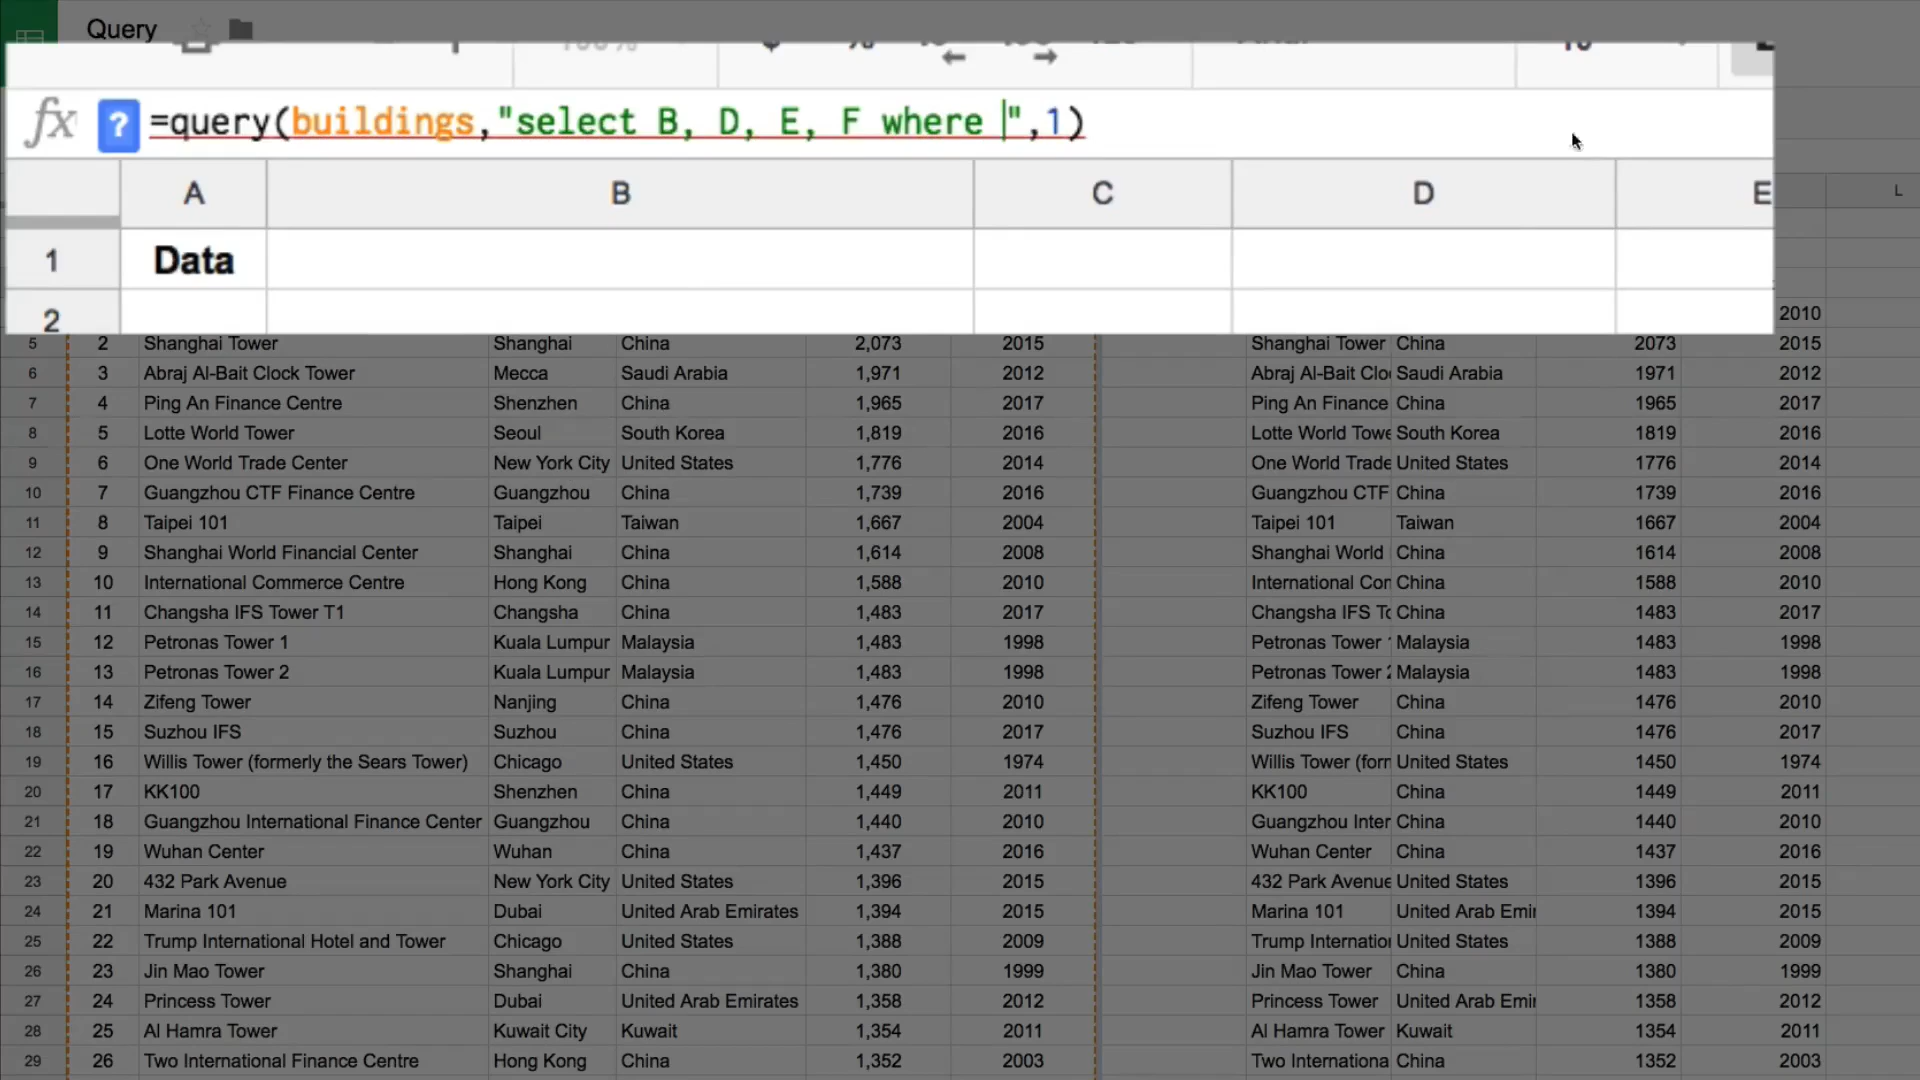 Query
fx ? =query(buildings,"select B, D, E, F where ",1)
A B C D E L
1 Data
2
2010
5 2 Shanghai Tower Shanghai China 2,073 2015 Shanghai Tower China 2073 2015
6 3 Abraj Al-Bait Clock Tower Mecca Saudi Arabia 1,971 2012 Abraj Al-Bait Clo Saudi Arabia 1971 2012
7 4 Ping An Finance Centre Shenzhen China 1,965 2017 Ping An Finance China 1965 2017
8 5 Lotte World Tower Seoul South Korea 1,819 2016 Lotte World Towe South Korea 1819 2016
9 6 One World Trade Center New York City United States 1,776 2014 One World Trade United States 1776 2014
10 7 Guangzhou CTF Finance Centre Guangzhou China 1,739 2016 Guangzhou CTF China 1739 2016
11 8 Taipei 101 Taipei Taiwan 1,667 2004 Taipei 101 Taiwan 1667 2004
12 9 Shanghai World Financial Center Shanghai China 1,614 2008 Shanghai World China 1614 2008
13 10 International Commerce Centre Hong Kong China 1,588 2010 International Con China 1588 2010
14 11 Changsha IFS Tower T1 Changsha China 1,483 2017 Changsha IFS To China 1483 2017
15 12 Petronas Tower 1 Kuala Lumpur Malaysia 1,483 1998 Petronas Tower 1 Malaysia 1483 1998
16 13 Petronas Tower 2 Kuala Lumpur Malaysia 1,483 1998 Petronas Tower 2 Malaysia 1483 1998
17 14 Zifeng Tower Nanjing China 1,476 2010 Zifeng Tower China 1476 2010
18 15 Suzhou IFS Suzhou China 1,476 2017 Suzhou IFS China 1476 2017
19 16 Willis Tower (formerly the Sears Tower) Chicago United States 1,450 1974 Willis Tower (form United States 1450 1974
20 17 KK100 Shenzhen China 1,449 2011 KK100 China 1449 2011
21 18 Guangzhou International Finance Center Guangzhou China 1,440 2010 Guangzhou Inter China 1440 2010
22 19 Wuhan Center Wuhan China 1,437 2016 Wuhan Center China 1437 2016
23 20 432 Park Avenue New York City United States 1,396 2015 432 Park Avenue United States 1396 2015
24 21 Marina 101 Dubai United Arab Emirates 1,394 2015 Marina 101 United Arab Emir 1394 2015
25 22 Trump International Hotel and Tower Chicago United States 1,388 2009 Trump Internatio United States 1388 2009
26 23 Jin Mao Tower Shanghai China 1,380 1999 Jin Mao Tower China 1380 1999
27 24 Princess Tower Dubai United Arab Emirates 1,358 2012 Princess Tower United Arab Emir 1358 2012
28 25 Al Hamra Tower Kuwait City Kuwait 1,354 2011 Al Hamra Tower Kuwait 1354 2011
29 26 Two International Finance Centre Hong Kong China 1,352 2003 Two Internationa China 1352 2003